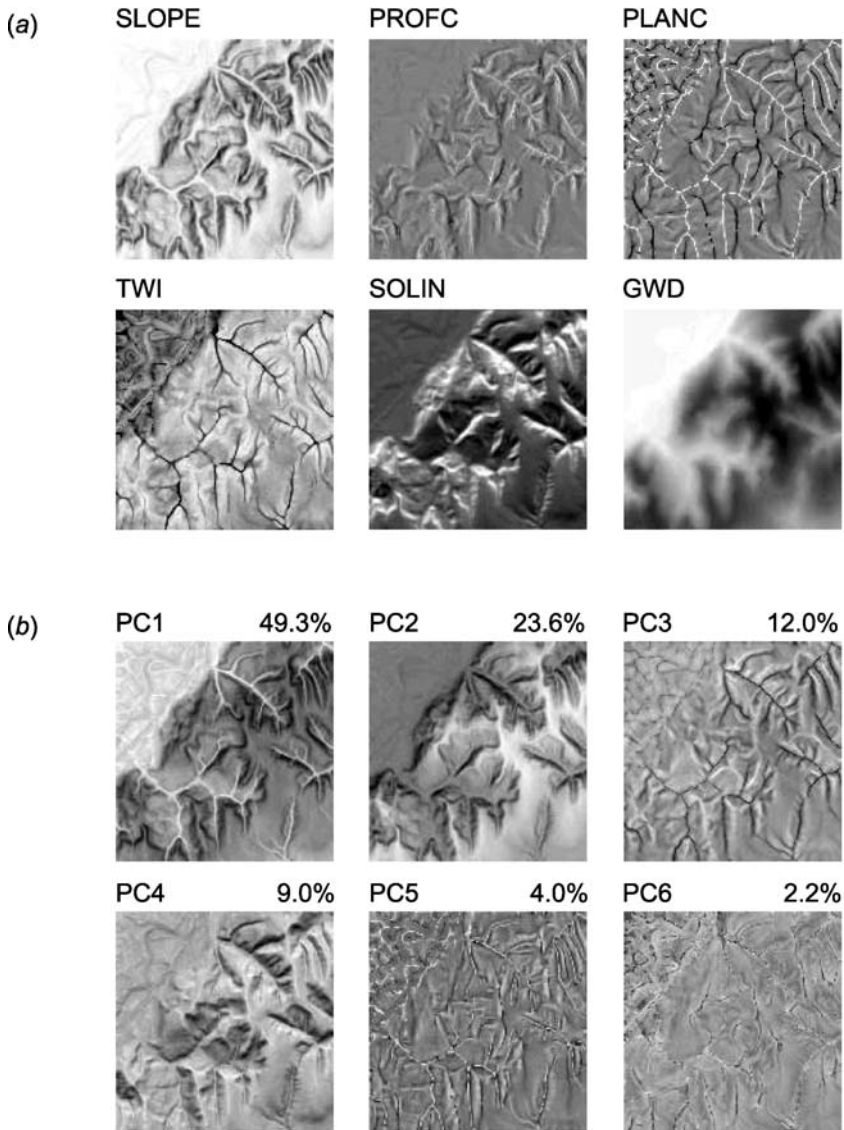 (a)
SLOPE PROFC PLANC
TWI SOLIN GWD
(b)
PC1 49.3% PC2 23.6% PC3 12.0%
PC4 9.0% PC5 4.0% PC6 2.2%